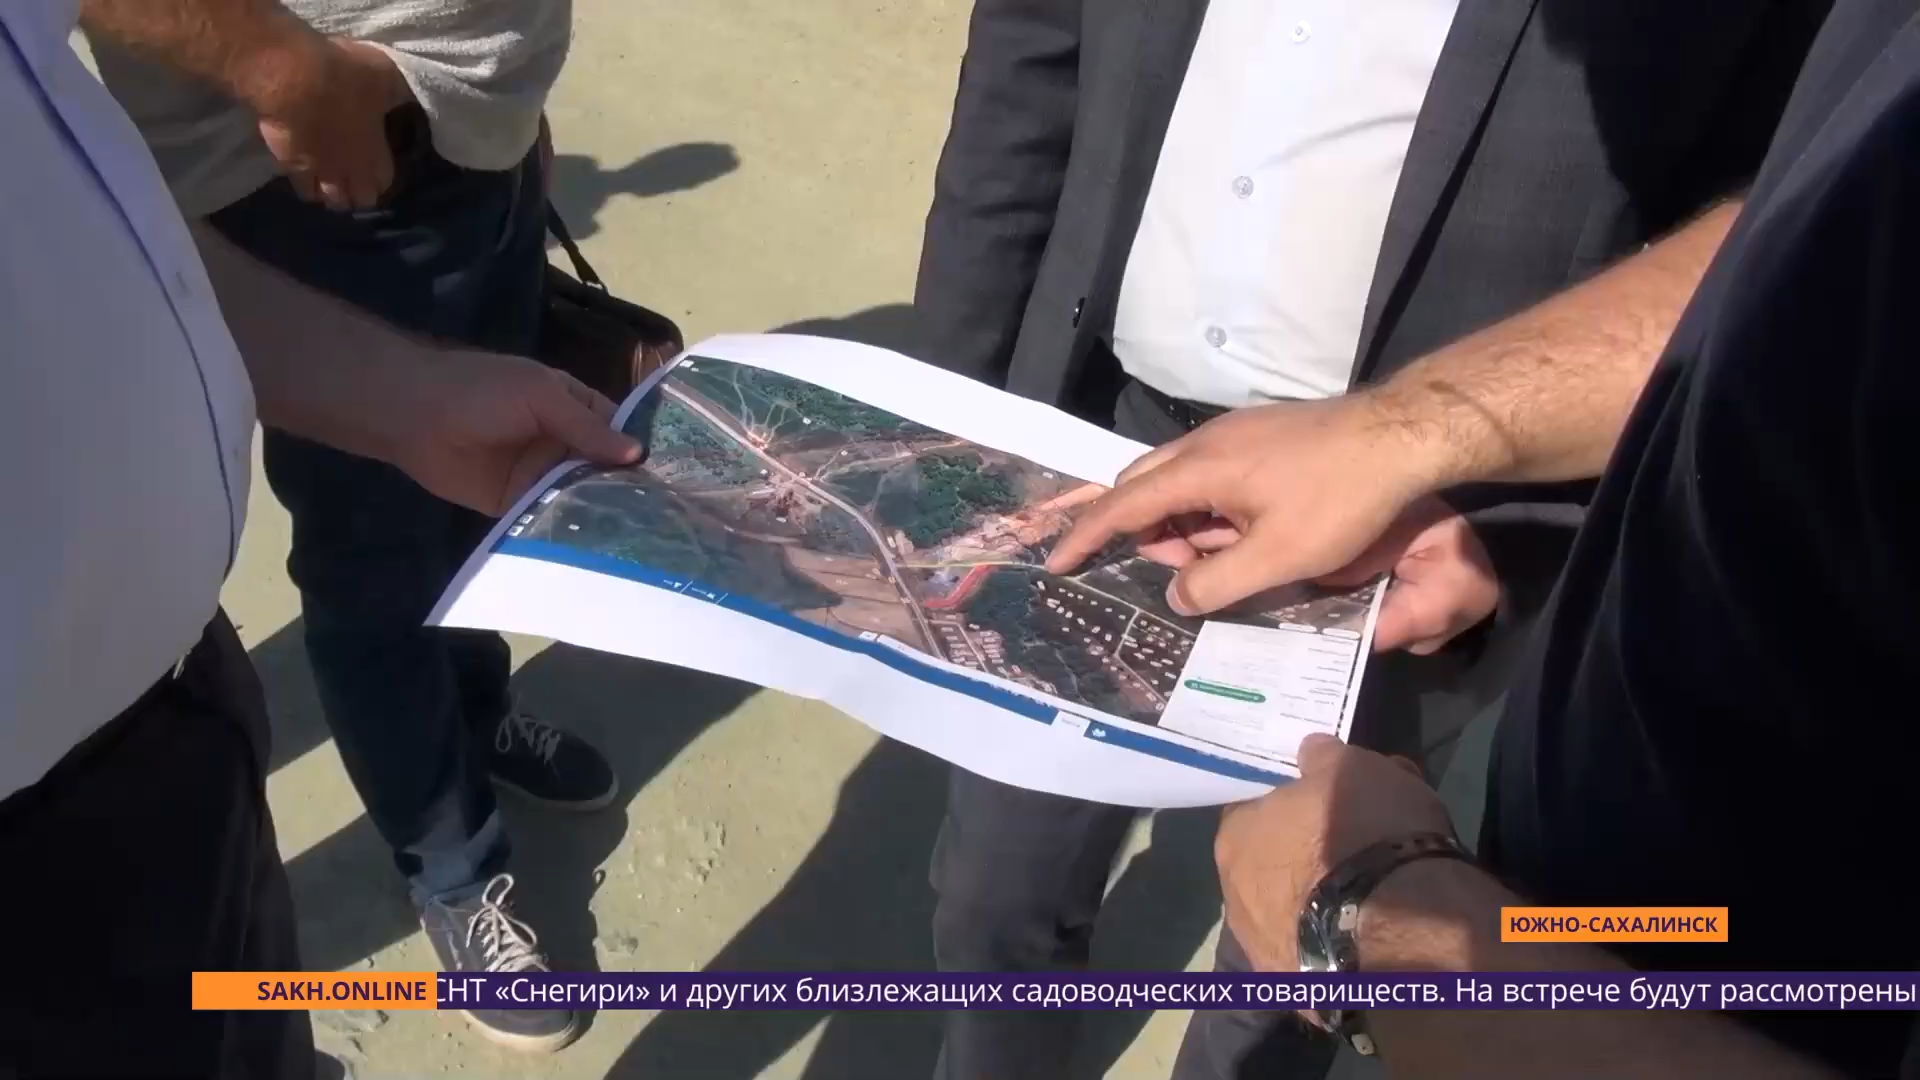 ЮЖНО-САХАЛИНСК
SAKH.ONLINE
СНТ «Снегири» и других близлежащих садоводческих товариществ. На встрече будут рассмотрены